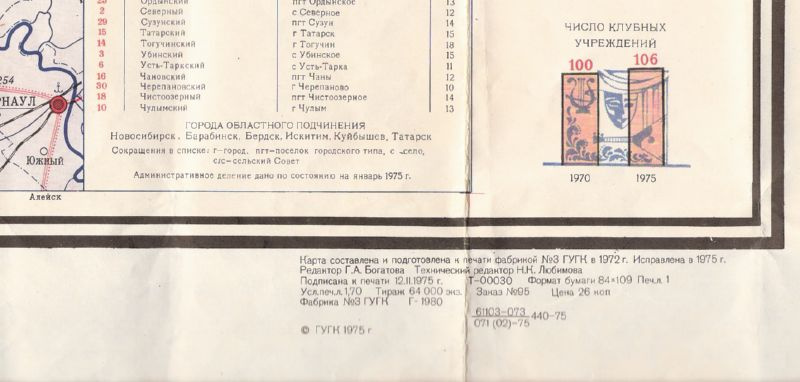 25 Ордынский пгт Ордынское 13
2 Северный с Северное 12
29 Сузунский пгт Сузун 14
15 Татарский г Татарск 15
14 Тогучинский г Тогучин 18
3 Убинский с Убинское 15
6 Усть-Таркский с Усть-Тарка 11
16 Чановский пгт Чаны 12
30 Черепановский г Черепаново 10
18 Чистоозерный пгт Чистоозерное 14
10 Чулымский г Чулым 13
ГОРОДА ОБЛАСТНОГО ПОДЧИНЕНИЯ
Новосибирск, Барабинск, Бердск, Искитим, Куйбышев, Татарск
Сокращения в списке: г-город, пгт-поселок городского типа, с -село,
с/с-сельский Совет
Административное деление дано по состоянию на январь 1975 г.
254
РНАУЛ
Южный
Алейск
ЧИСЛО КЛУБНЫХ
УЧРЕЖДЕНИЙ
100 106
1970 1975
Карта составлена и подготовлена к печати фабрикой №3 ГУГК в 1972 г. Исправлена в 1975 г.
Редактор Г.А. Богатова Технический редактор Н.К. Любимова
Подписана к печати 12.II.1975 г. Т-00030 Формат бумаги 84×109 Печ.л. 1
Усл.печ.л. 1,70 Тираж 64 000 экз. Заказ №95 Цена 26 коп
Фабрика №3 ГУГК Г-1980
61103-073
071 (02)-75 440-75
© ГУГК 1975 г.